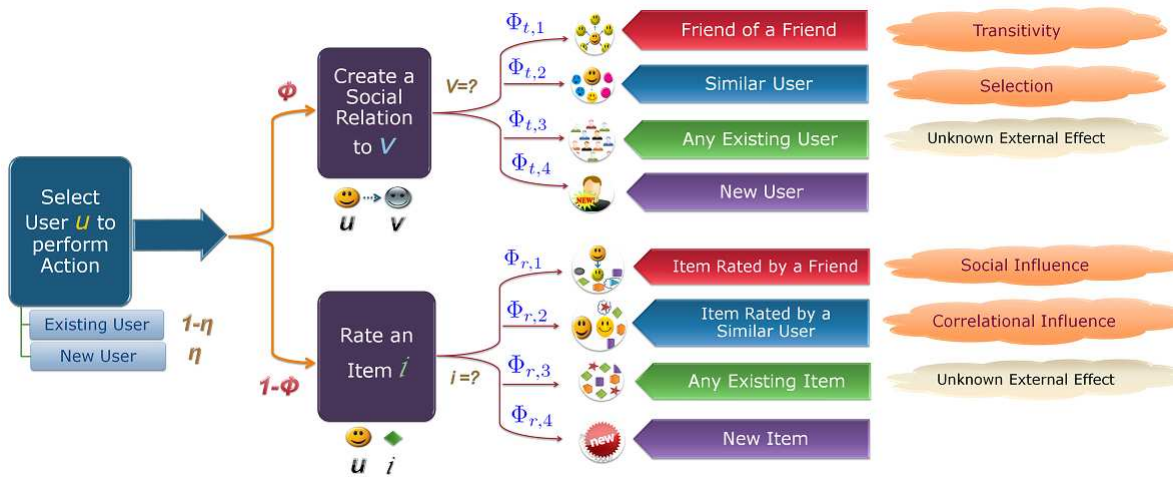 Select
User u to
perform
Action
Existing User
1-η
New User
η
Φ
1-Φ
Create a
Social
Relation
to v
u
v
V=?
Φt,1
Φt,2
Φt,3
Φt,4
Friend of a Friend
Similar User
Any Existing User
NEW!
New User
Transitivity
Selection
Unknown External Effect
Rate an
Item i
u
i
i=?
Φr,1
Φr,2
Φr,3
Φr,4
Item Rated by a Friend
Item Rated by a
Similar User
Any Existing Item
new
New Item
Social Influence
Correlational Influence
Unknown External Effect